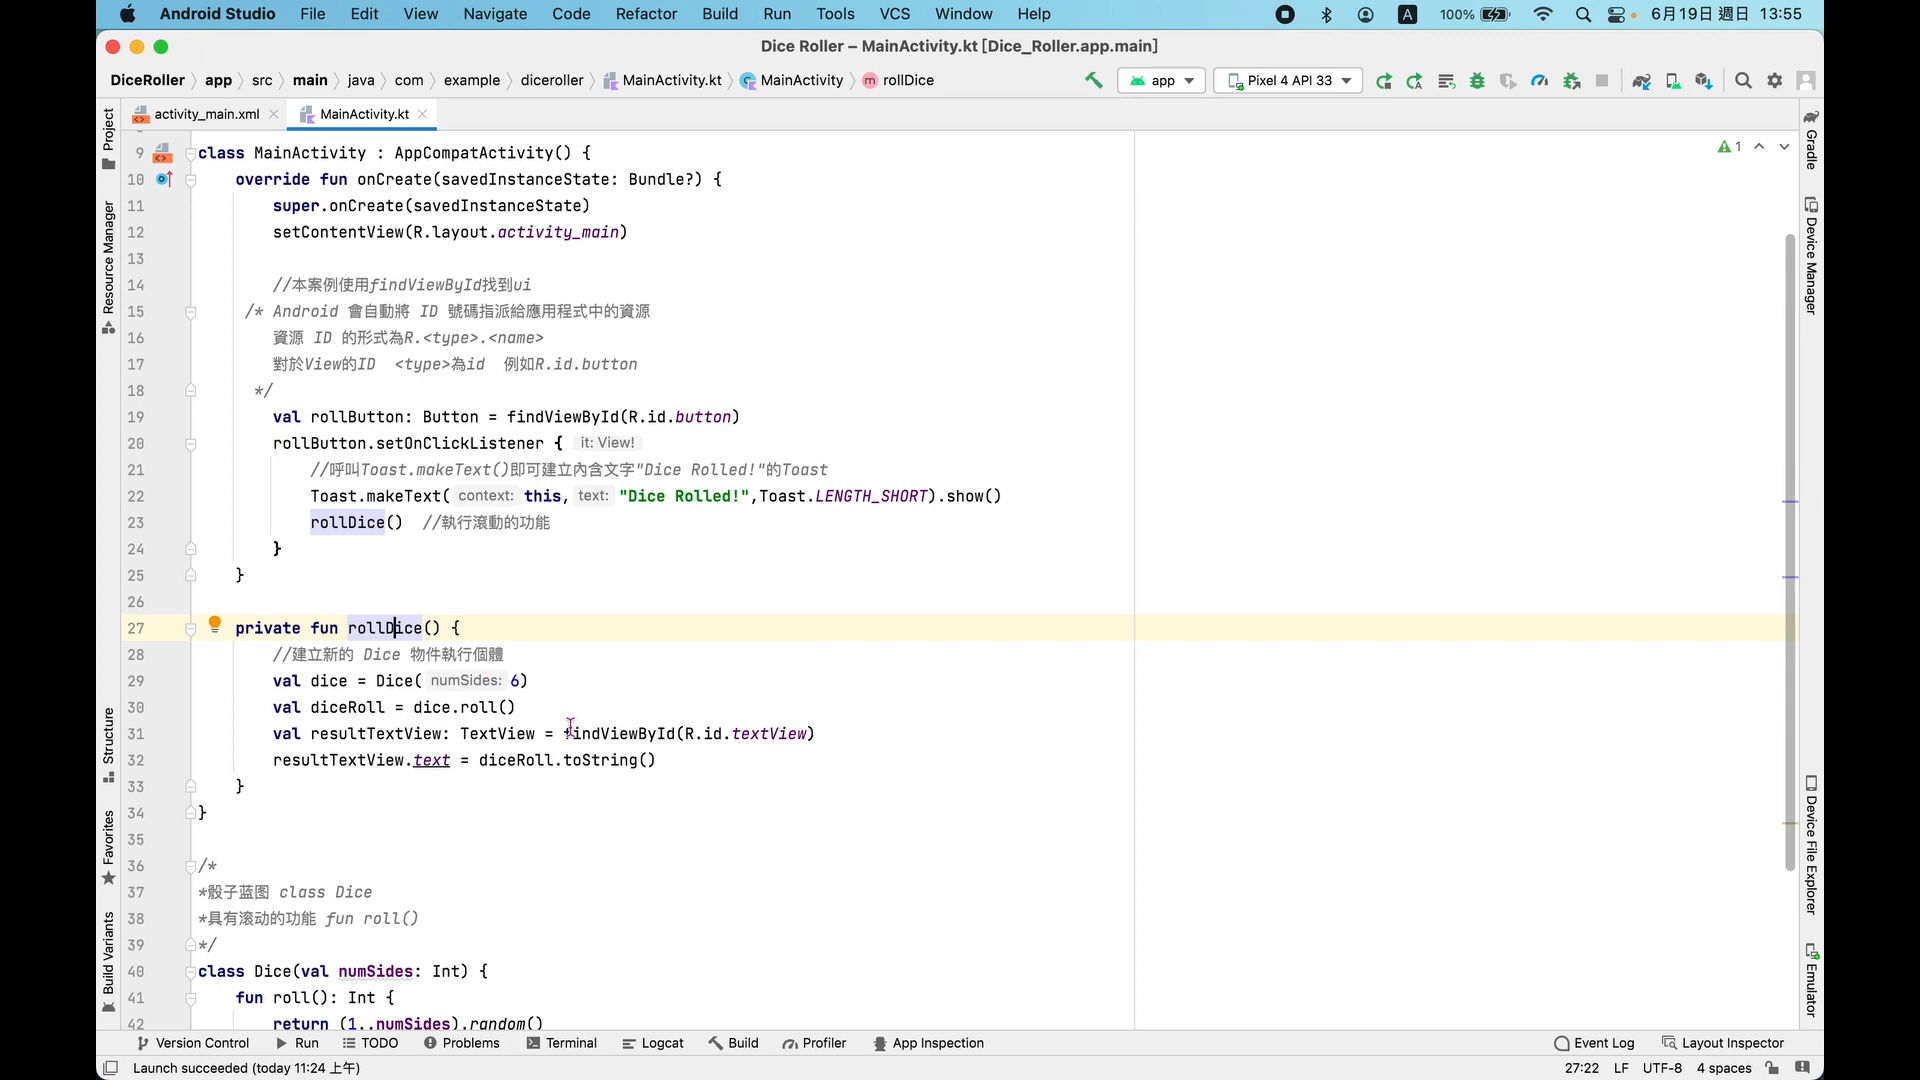 Android Studio File Edit View Navigate Code Refactor Build Run Tools VCS Window Help A 100% 6月19日 週日 13:55
Dice Roller – MainActivity.kt [Dice_Roller.app.main]
DiceRoller app src main java com example diceroller MainActivity.kt MainActivity rollDice app Pixel 4 API 33
activity_main.xml MainActivity.kt
Project
Resource Manager
Structure
Favorites
Build Variants
9 class MainActivity : AppCompatActivity() {
10 override fun onCreate(savedInstanceState: Bundle?) {
11 super.onCreate(savedInstanceState)
12 setContentView(R.layout.activity_main)
13
14 //本案例使用findViewById找到ui
15 /* Android 會自動將 ID 號碼指派給應用程式中的資源
16 資源 ID 的形式為R.<type>.<name>
17 對於View的ID <type>為id 例如R.id.button
18 */
19 val rollButton: Button = findViewById(R.id.button)
20 rollButton.setOnClickListener { it: View!
21 //呼叫Toast.makeText()即可建立內含文字"Dice Rolled!"的Toast
22 Toast.makeText( context: this, text: "Dice Rolled!",Toast.LENGTH_SHORT).show()
23 rollDice() //執行滾動的功能
24 }
25 }
26
27 private fun rollDice() {
28 //建立新的 Dice 物件執行個體
29 val dice = Dice( numSides: 6)
30 val diceRoll = dice.roll()
31 val resultTextView: TextView = findViewById(R.id.textView)
32 resultTextView.text = diceRoll.toString()
33 }
34 }
35
36 /*
37 *骰子蓝图 class Dice
38 *具有滚动的功能 fun roll()
39 */
40 class Dice(val numSides: Int) {
41 fun roll(): Int {
42 return (1..numSides).random()
1
Gradle
Device Manager
Device File Explorer
Emulator
Version Control Run TODO Problems Terminal Logcat Build Profiler App Inspection Event Log Layout Inspector
Launch succeeded (today 11:24 上午) 27:22 LF UTF-8 4 spaces